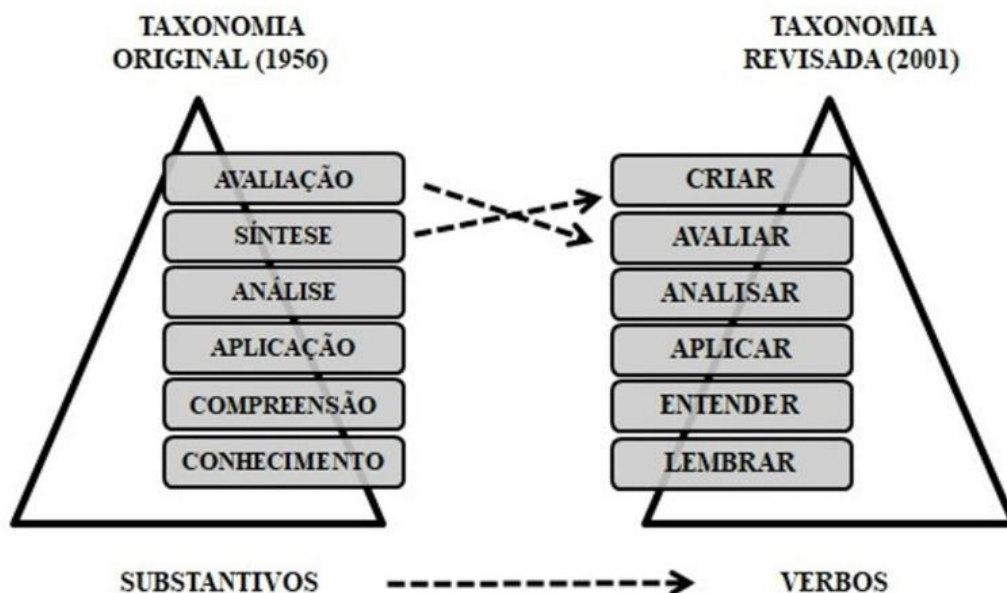 TAXONOMIA
ORIGINAL (1956)
AVALIAÇÃO
SÍNTESE
ANÁLISE
APLICAÇÃO
COMPREENSÃO
CONHECIMENTO
SUBSTANTIVOS
TAXONOMIA
REVISADA (2001)
CRIAR
AVALIAR
ANALISAR
APLICAR
ENTENDER
LEMBRAR
VERBOS